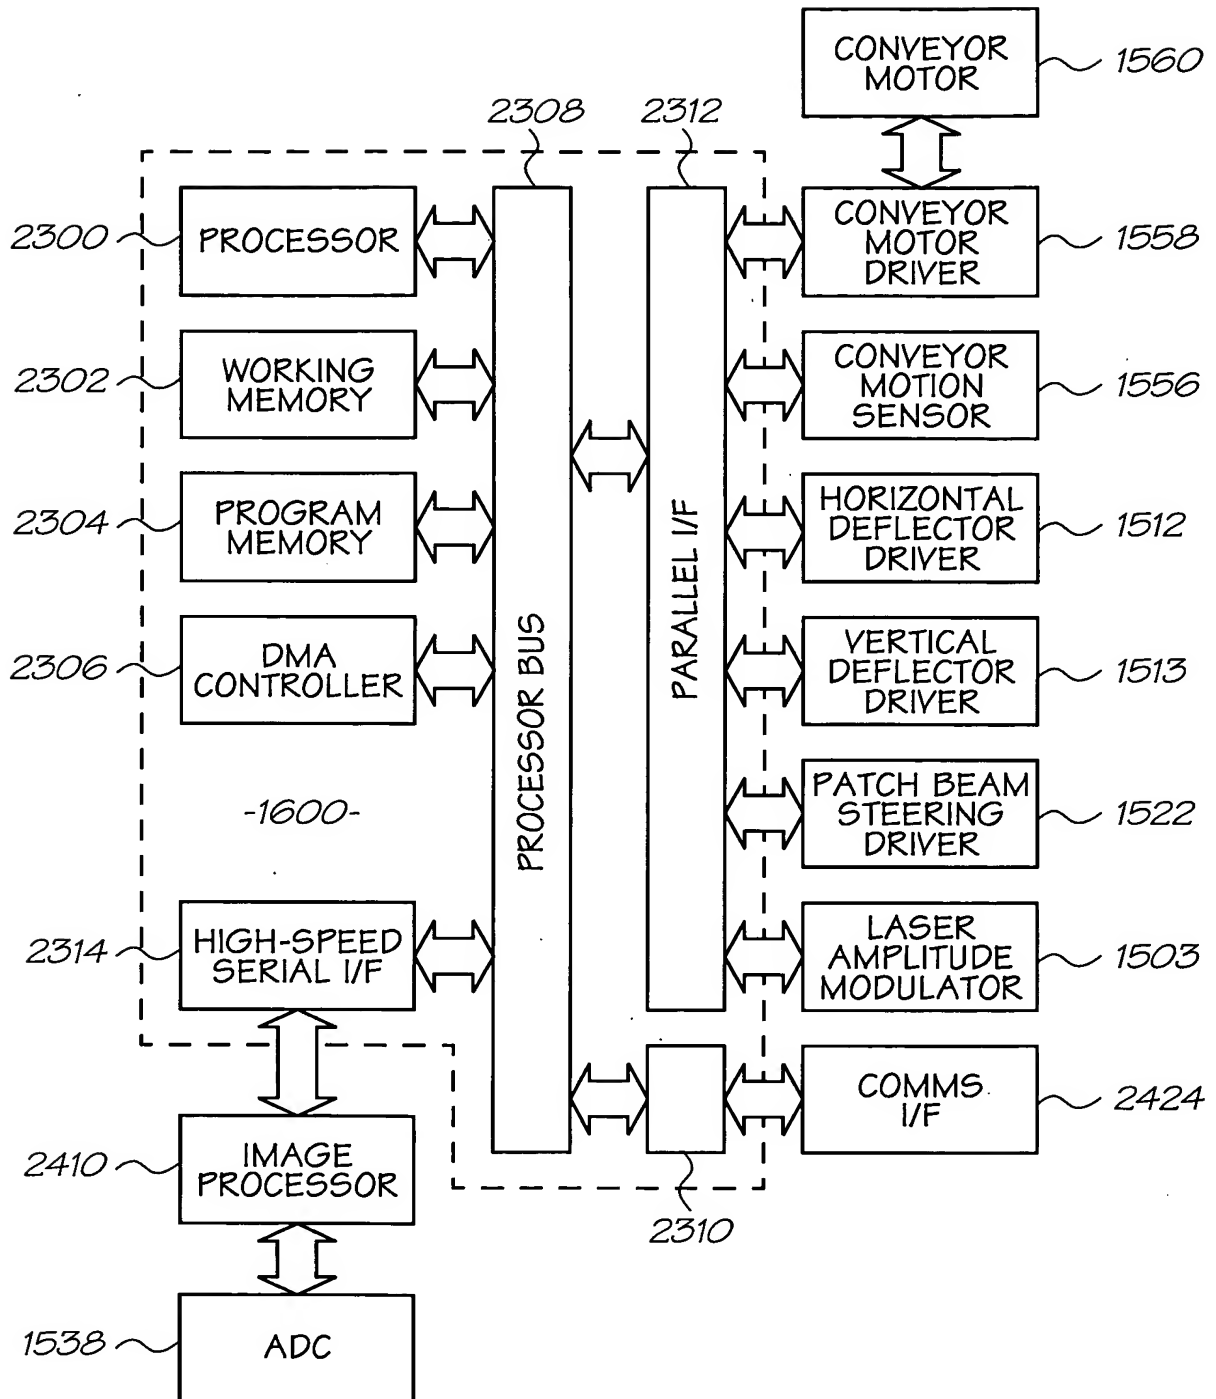 CONVEYOR
MOTOR
1560
2308
2312
2300
PROCESSOR
CONVEYOR
MOTOR
DRIVER
1558
2302
WORKING
MEMORY
CONVEYOR
MOTION
SENSOR
1556
2304
PROGRAM
MEMORY
HORIZONTAL
DEFLECTOR
DRIVER
1512
PROCESSOR BUS
PARALLEL I/F
2306
DMA
CONTROLLER
VERTICAL
DEFLECTOR
DRIVER
1513
-1600-
PATCH BEAM
STEERING
DRIVER
1522
2314
HIGH-SPEED
SERIAL I/F
LASER
AMPLITUDE
MODULATOR
1503
COMMS
I/F
2424
2410
IMAGE
PROCESSOR
2310
1538
ADC